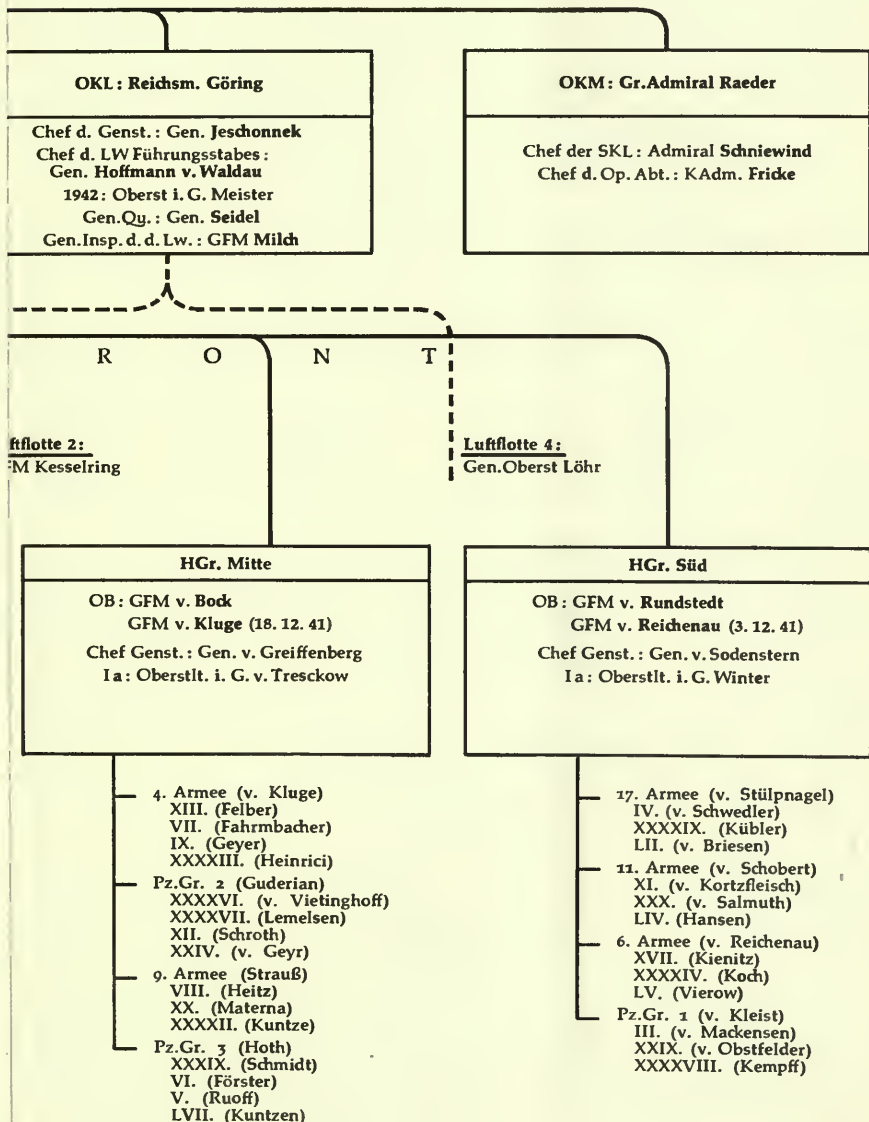 OKL: Reichsm. Göring
Chef d. Genst.: Gen. Jeschonnek
Chef d. LW Führungsstabes:
Gen. Hoffmann v. Waldau
1942: Oberst i. G. Meister
Gen.Qu.: Gen. Seidel
Gen.Insp. d. d. Lw.: GFM Milch
OKM: Gr.Admiral Raeder
Chef der SKL: Admiral Schniewind
Chef d. Op. Abt.: KAdm. Fricke
R O N T
ftflotte 2:
FM Kesselring
Luftflotte 4:
Gen.Oberst Löhr
HGr. Mitte
OB: GFM v. Bock
GFM v. Kluge (18. 12. 41)
Chef Genst.: Gen. v. Greiffenberg
Ia: Oberstlt. i. G. v. Tresckow
4. Armee (v. Kluge)
XIII. (Felber)
VII. (Fahrmbacher)
IX. (Geyer)
XXXXIII. (Heinrici)
Pz.Gr. 2 (Guderian)
XXXXVI. (v. Vietinghoff)
XXXXVII. (Lemelsen)
XII. (Schroth)
XXIV. (v. Geyr)
9. Armee (Strauß)
VIII. (Heitz)
XX. (Materna)
XXXXII. (Kuntze)
Pz.Gr. 3 (Hoth)
XXXIX. (Schmidt)
VI. (Förster)
V. (Ruoff)
LVII. (Kuntzen)
HGr. Süd
OB: GFM v. Rundstedt
GFM v. Reichenau (3. 12. 41)
Chef Genst.: Gen. v. Sodenstern
Ia: Oberstlt. i. G. Winter
17. Armee (v. Stülpnagel)
IV. (v. Schwedler)
XXXXIX. (Kübler)
LII. (v. Briesen)
11. Armee (v. Schobert)
XI. (v. Kortzfleisch)
XXX. (v. Salmuth)
LIV. (Hansen)
6. Armee (v. Reichenau)
XVII. (Kienitz)
XXXXIV. (Koch)
LV. (Vierow)
Pz.Gr. 1 (v. Kleist)
III. (v. Mackensen)
XXIX. (v. Obstfelder)
XXXXVIII. (Kempff)